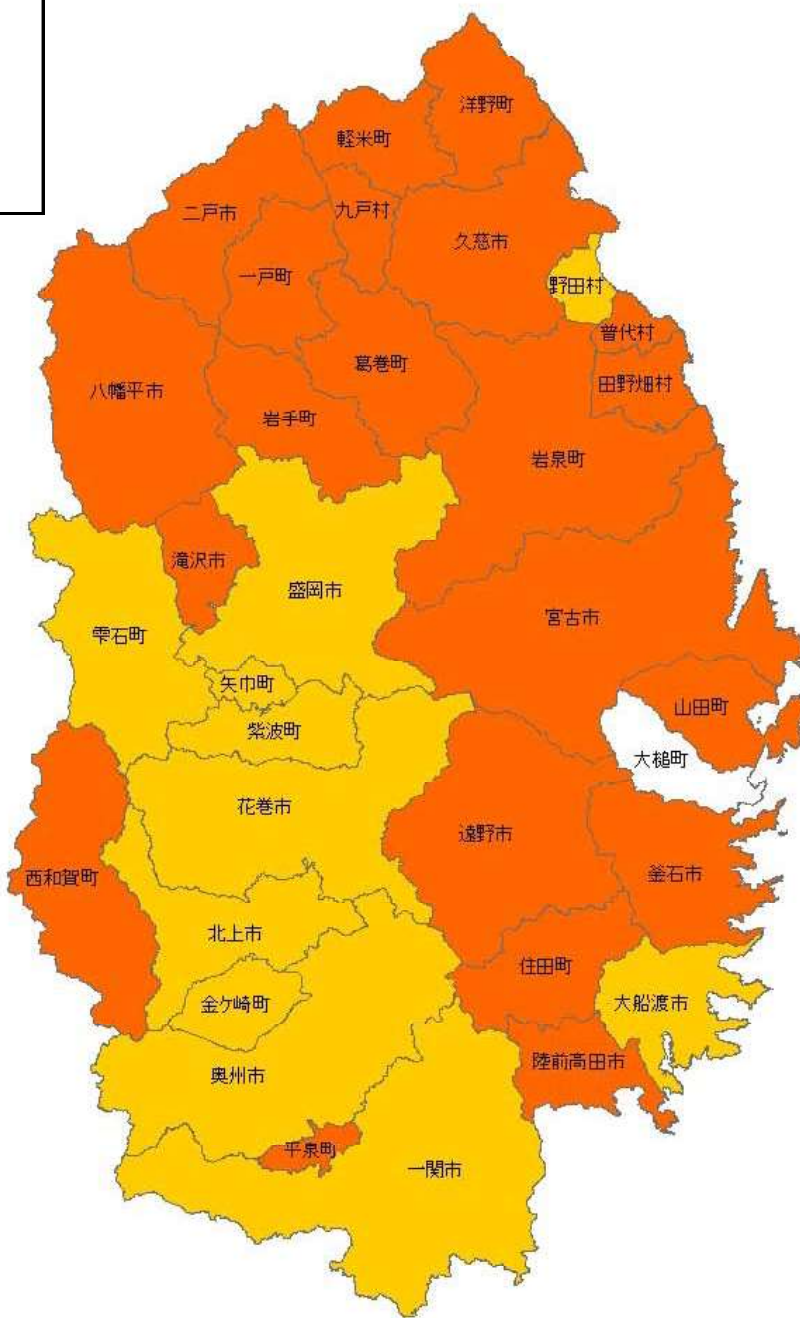 洋野町
軽米町
二戸市
九戸村
久慈市
一戸町
野田村
普代村
葛巻町
田野畑村
八幡平市
岩手町
岩泉町
滝沢市
盛岡市
宮古市
雫石町
矢巾町
山田町
紫波町
大槌町
花巻市
遠野市
西和賀町
釜石市
北上市
住田町
金ケ崎町
大船渡市
奥州市
陸前高田市
平泉町
一関市